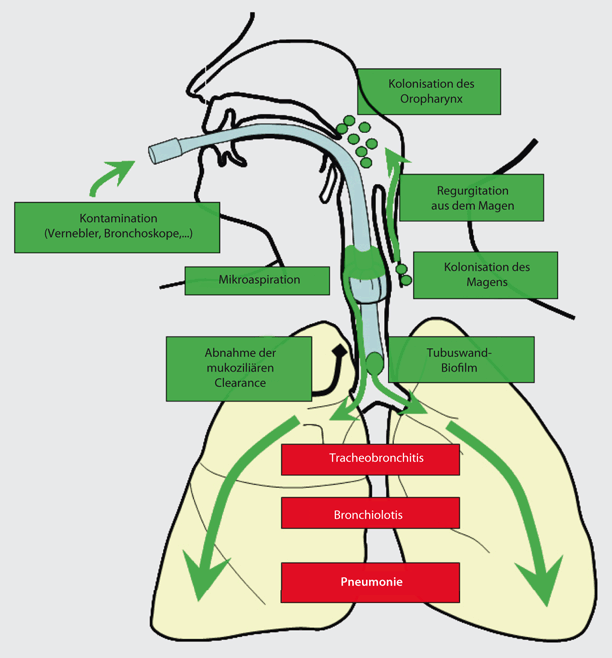 Kolonisation des
Oropharynx
Regurgitation
aus dem Magen
Kontamination
(Vernebler, Bronchoskope,...)
Mikroaspiration
Kolonisation des
Magens
Abnahme der
mukoziliären
Clearance
Tubuswand-
Biofilm
Tracheobronchitis
Bronchiolotis
Pneumonie